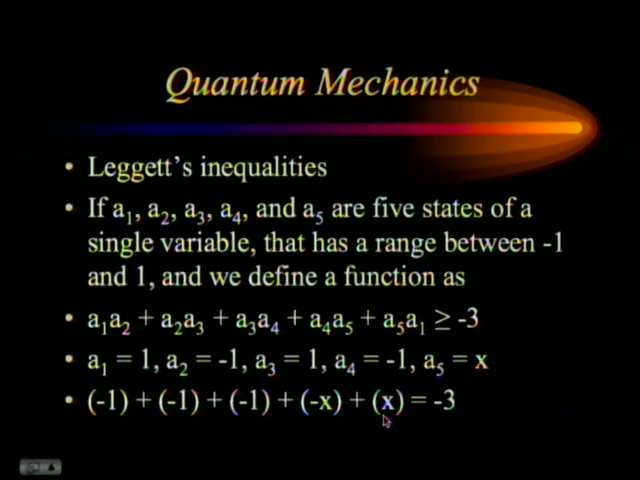 Quantum Mechanics
• Leggett's inequalities
• If a₁, a₂, a₃, a₄, and a₅ are five states of a
single variable, that has a range between -1
and 1, and we define a function as
• a₁a₂ + a₂a₃ + a₃a₄ + a₄a₅ + a₅a₁ ≥ -3
• a₁ = 1, a₂ = -1, a₃ = 1, a₄ = -1, a₅ = x
• (-1) + (-1) + (-1) + (-x) + (x) = -3